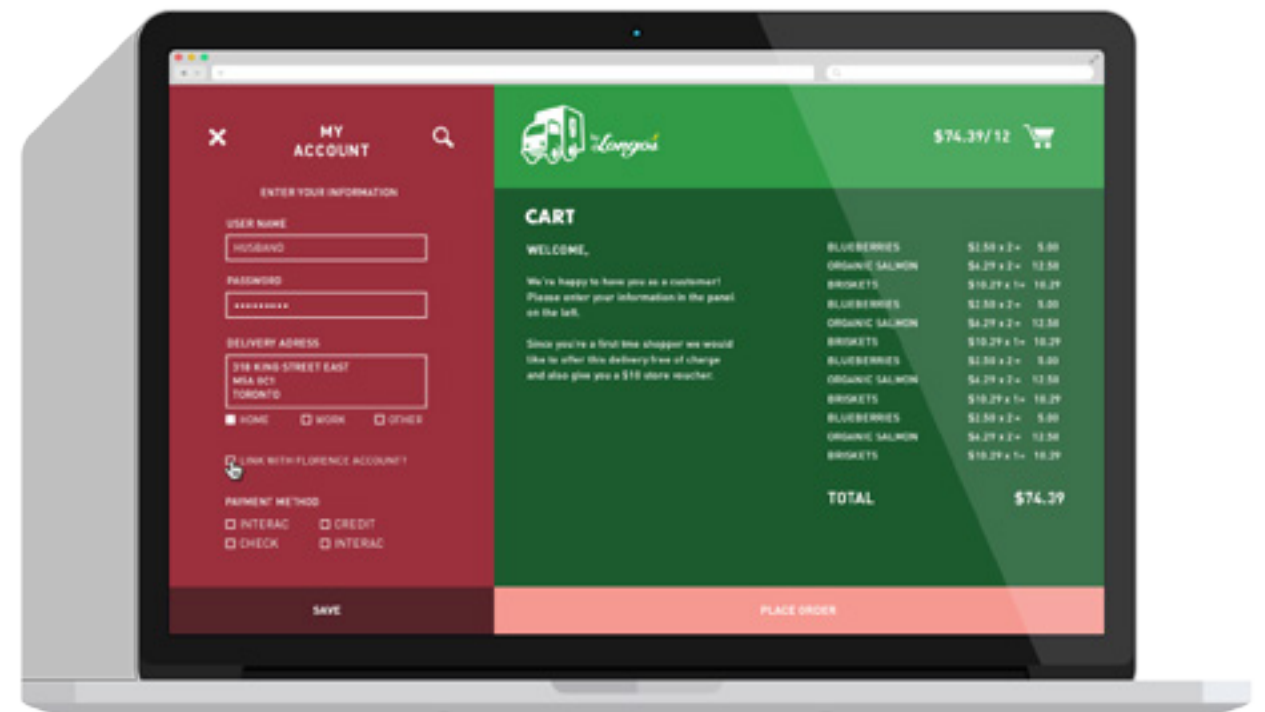 MY
ACCOUNT
ENTER YOUR INFORMATION
USER NAME
HUSBAND
PASSWORD
•••••••••
DELIVERY ADRESS
318 KING STREET EAST
TORONTO
HOME WORK OTHER
LINK WITH FLORENCE ACCOUNT?
PAYMENT METHOD
INTERAC CREDIT
CHECK INTERAC
SAVE
Longo's
$74.39/12
CART
WELCOME,
We're happy to have you as a customer!
Please enter your information in the panel
on the left.
Since you're a first time shopper we would
like to offer this delivery free of charge
and also give you a $10 store voucher.
BLUEBERRIES $2.50 x 2 = 5.00
ORGANIC SALMON $6.29 x 2 = 12.58
BRISKETS $10.29 x 1= 10.29
BLUEBERRIES $2.50 x 2 = 5.00
ORGANIC SALMON $6.29 x 2 = 12.58
BRISKETS $10.29 x 1= 10.29
BLUEBERRIES $2.50 x 2 = 5.00
ORGANIC SALMON $6.29 x 2 = 12.58
BRISKETS $10.29 x 1= 10.29
BLUEBERRIES $2.50 x 2 = 5.00
ORGANIC SALMON $6.29 x 2 = 12.58
BRISKETS $10.29 x 1= 10.29
TOTAL $74.39
PLACE ORDER